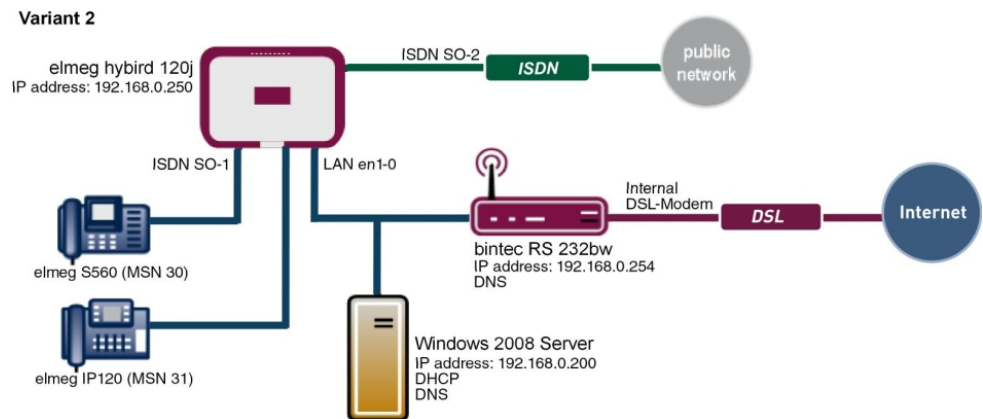 Variant 2
elmeg hybird 120j
IP address: 192.168.0.250
ISDN SO-2
ISDN
public
network
ISDN SO-1
LAN en1-0
elmeg S560 (MSN 30)
Internal
DSL-Modem
DSL
Internet
bintec RS 232bw
IP address: 192.168.0.254
DNS
elmeg IP120 (MSN 31)
Windows 2008 Server
IP address: 192.168.0.200
DHCP
DNS